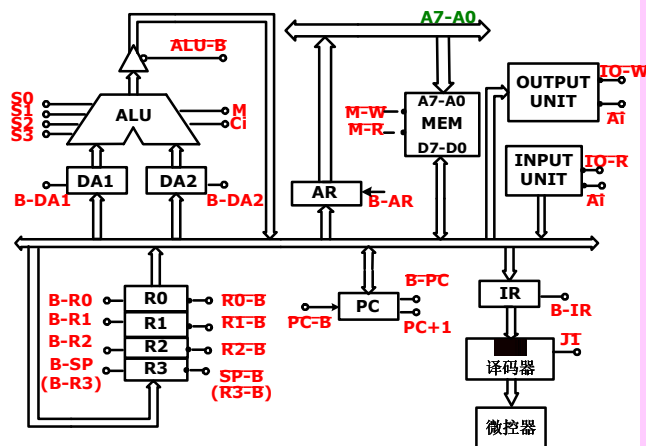 A7-A0
ALU-B
S0
S1
S2
S3
ALU
M
Ci
M-W
M-R
A7-A0
MEM
D7-D0
OUTPUT
UNIT
IO-W
Ai
INPUT
UNIT
IO-R
Ai
DA1
DA2
B-DA1
B-DA2
AR
B-AR
B-R0
B-R1
B-R2
B-SP
(B-R3)
R0
R1
R2
R3
R0-B
R1-B
R2-B
SP-B
(R3-B)
PC-B
PC
B-PC
PC+1
IR
B-IR
JI
译码器
微控器